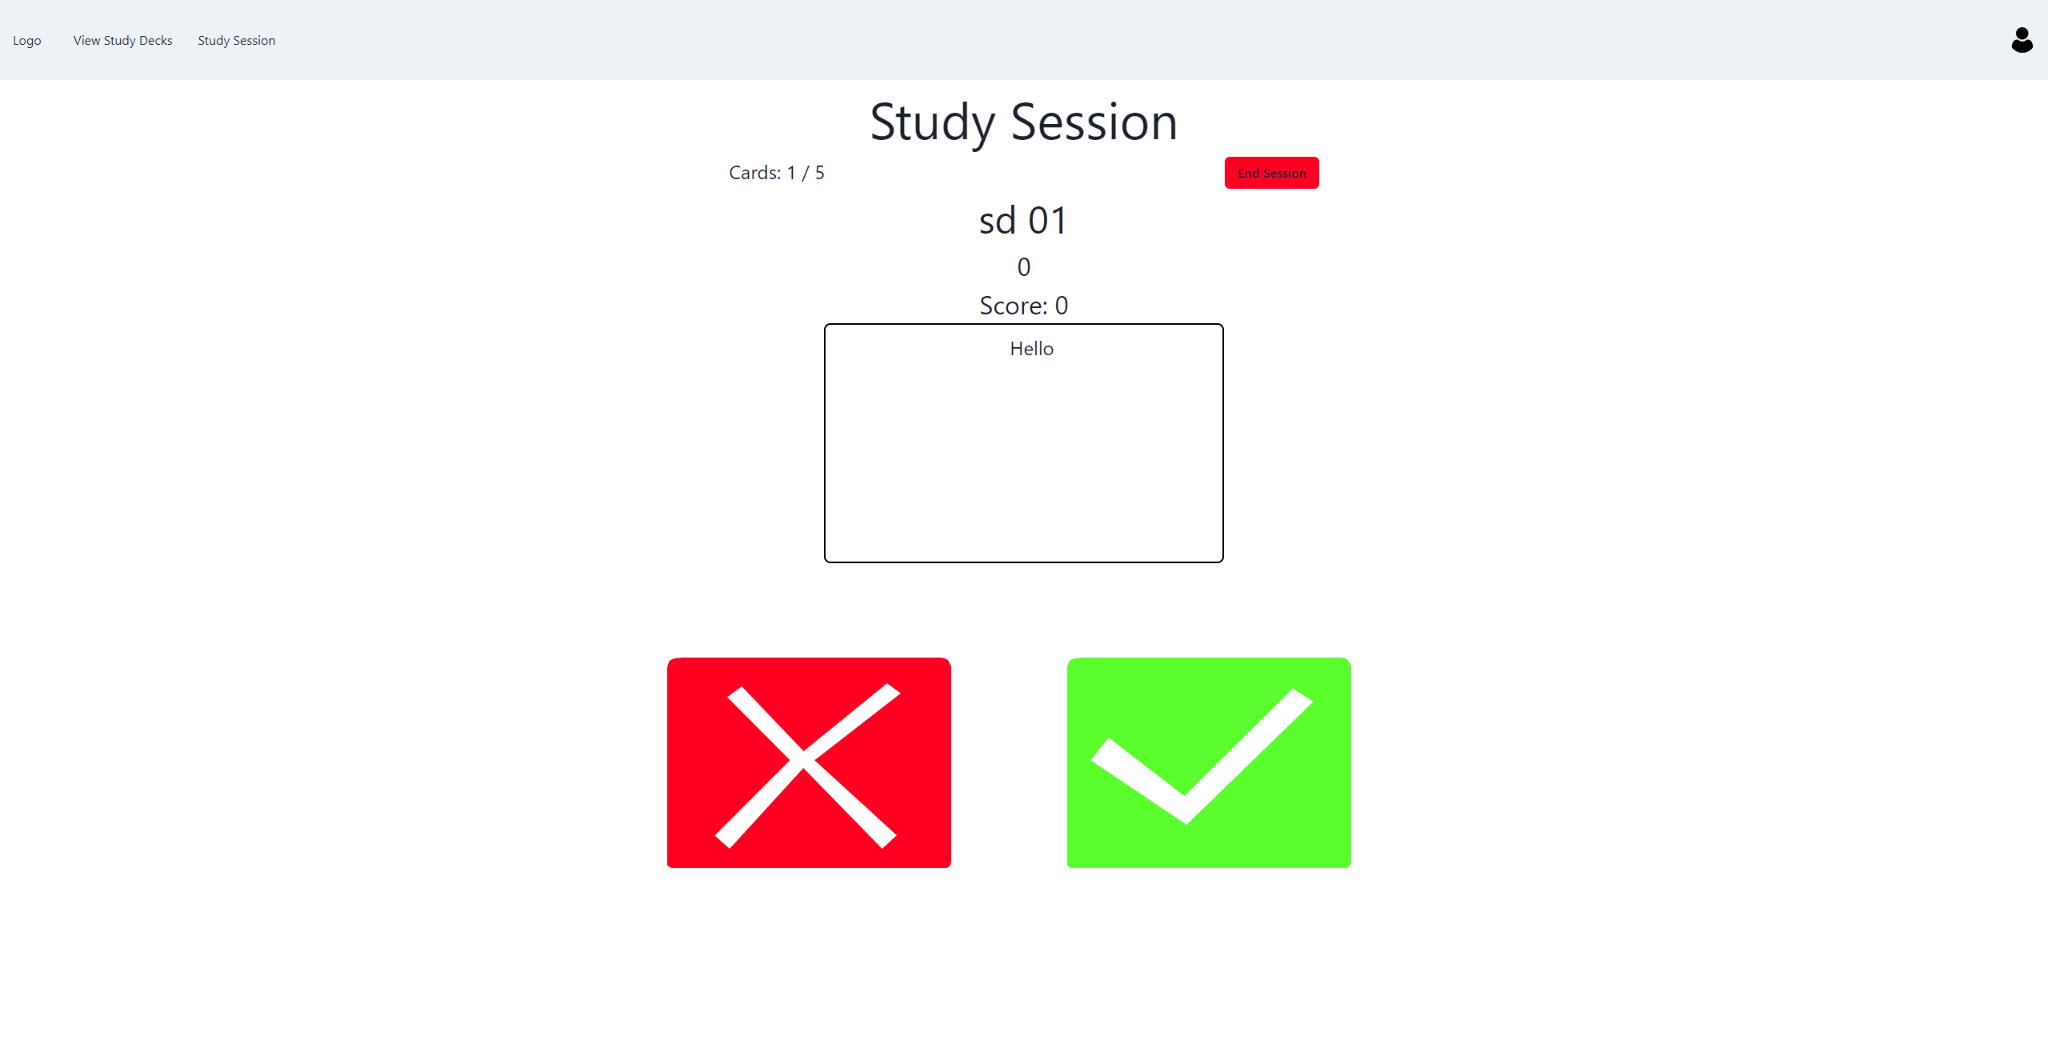 Logo View Study Decks Study Session
Study Session
Cards: 1 / 5 End Session
sd 01
0
Score: 0
Hello